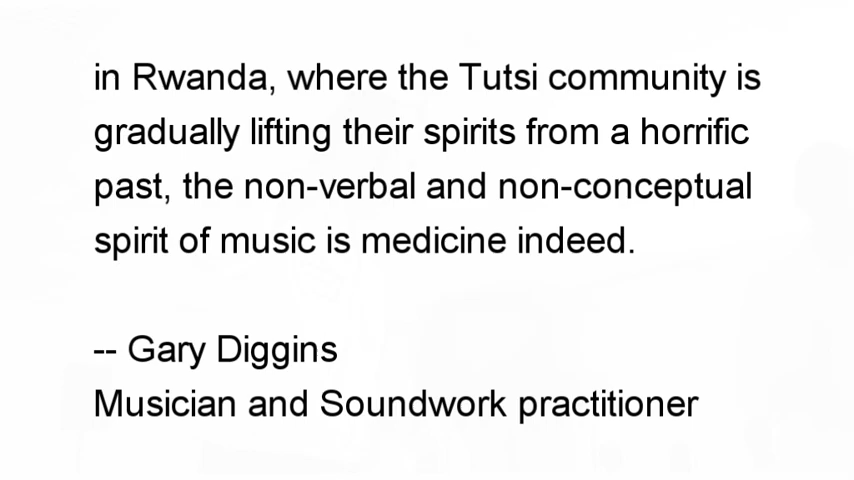 in Rwanda, where the Tutsi community is
gradually lifting their spirits from a horrific
past, the non-verbal and non-conceptual
spirit of music is medicine indeed.
-- Gary Diggins
Musician and Soundwork practitioner